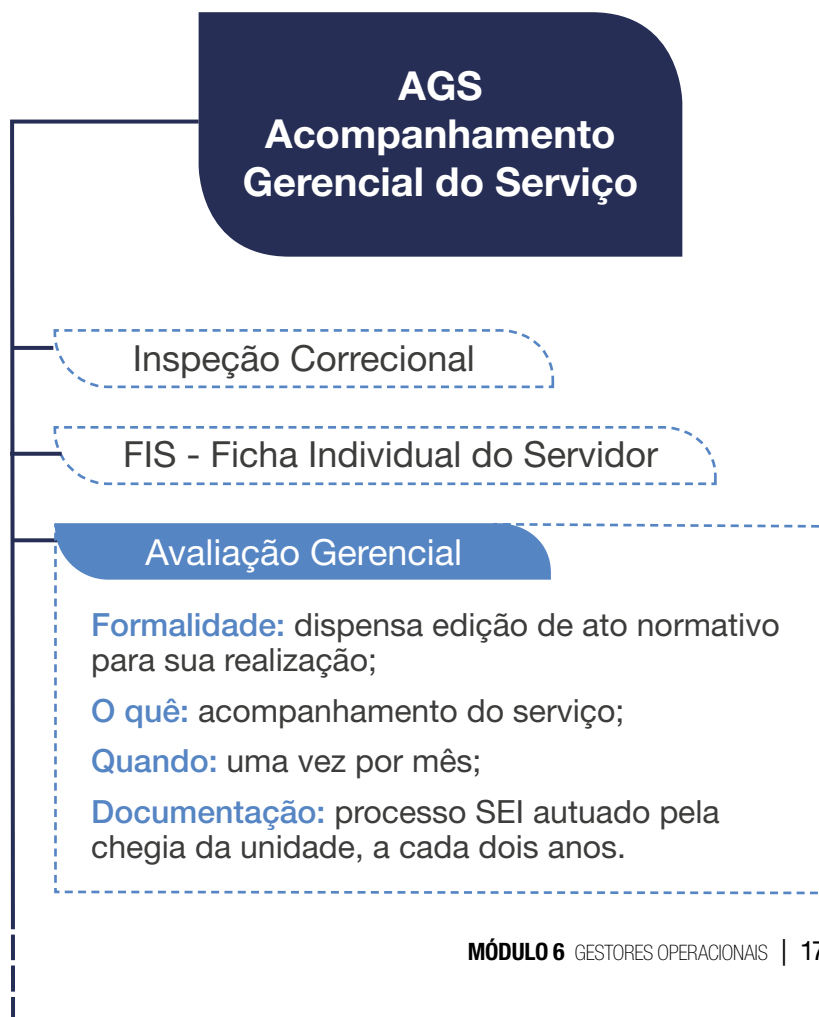 AGS
Acompanhamento
Gerencial do Serviço
Inspeção Correcional
FIS - Ficha Individual do Servidor
Avaliação Gerencial
Formalidade: dispensa edição de ato normativo
para sua realização;
O quê: acompanhamento do serviço;
Quando: uma vez por mês;
Documentação: processo SEI autuado pela
chegia da unidade, a cada dois anos.
MÓDULO 6 GESTORES OPERACIONAIS | 17